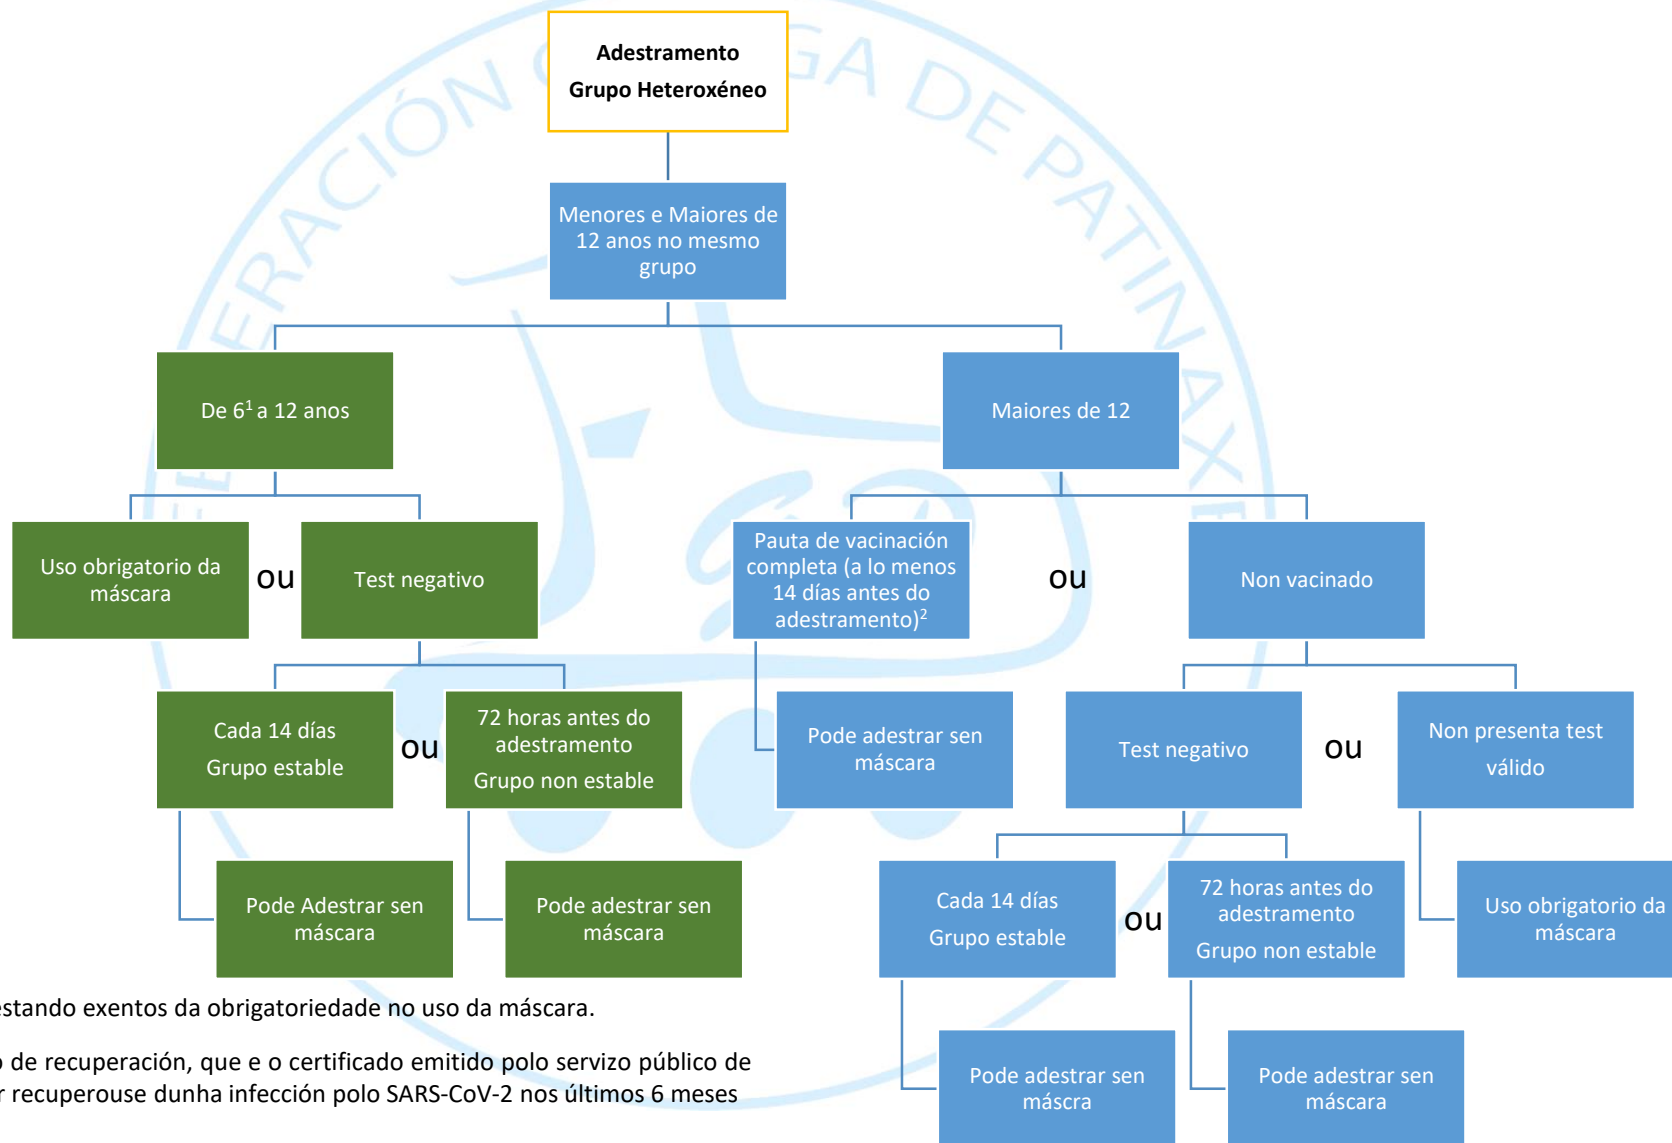 FEDERACIÓN GALEGA DE PATINAXE
Adestramento
Grupo Heteroxéneo
Menores e Maiores de
12 anos no mesmo
grupo
De 6¹ a 12 anos
Maiores de 12
Uso obrigatorio da
máscara
ou
Test negativo
Pauta de vacinación
completa (a lo menos
14 días antes do
adestramento)²
ou
Non vacinado
Cada 14 días
Grupo estable
ou
72 horas antes do
adestramento
Grupo non estable
Pode adestrar sen
máscara
Test negativo
ou
Non presenta test
válido
Pode Adestrar sen
máscara
Pode adestrar sen
máscara
Cada 14 días
Grupo estable
ou
72 horas antes do
adestramento
Grupo non estable
Uso obrigatorio da
máscara
estando exentos da obrigatoriedade no uso da máscara.
o de recuperación, que e o certificado emitido polo servizo público de
r recuperouse dunha infección polo SARS-CoV-2 nos últimos 6 meses
Pode adestrar sen
máscra
Pode adestrar sen
máscara